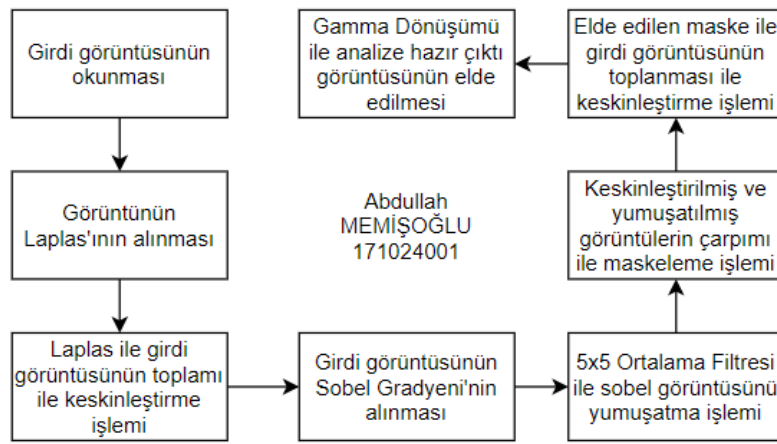 Girdi görüntüsünün
okunması
Görüntünün
Laplas'ının alınması
Laplas ile girdi
görüntüsünün toplamı
ile keskinleştirme
işlemi
Girdi görüntüsünün
Sobel Gradyeni'nin
alınması
5x5 Ortalama Filtresi
ile sobel görüntüsünü
yumuşatma işlemi
Keskinleştirilmiş ve
yumuşatılmış
görüntülerin çarpımı
ile maskeleme işlemi
Elde edilen maske ile
girdi görüntüsünün
toplanması ile
keskinleştirme işlemi
Gamma Dönüşümü
ile analize hazır çıktı
görüntüsünün elde
edilmesi
Abdullah
MEMİŞOĞLU
171024001